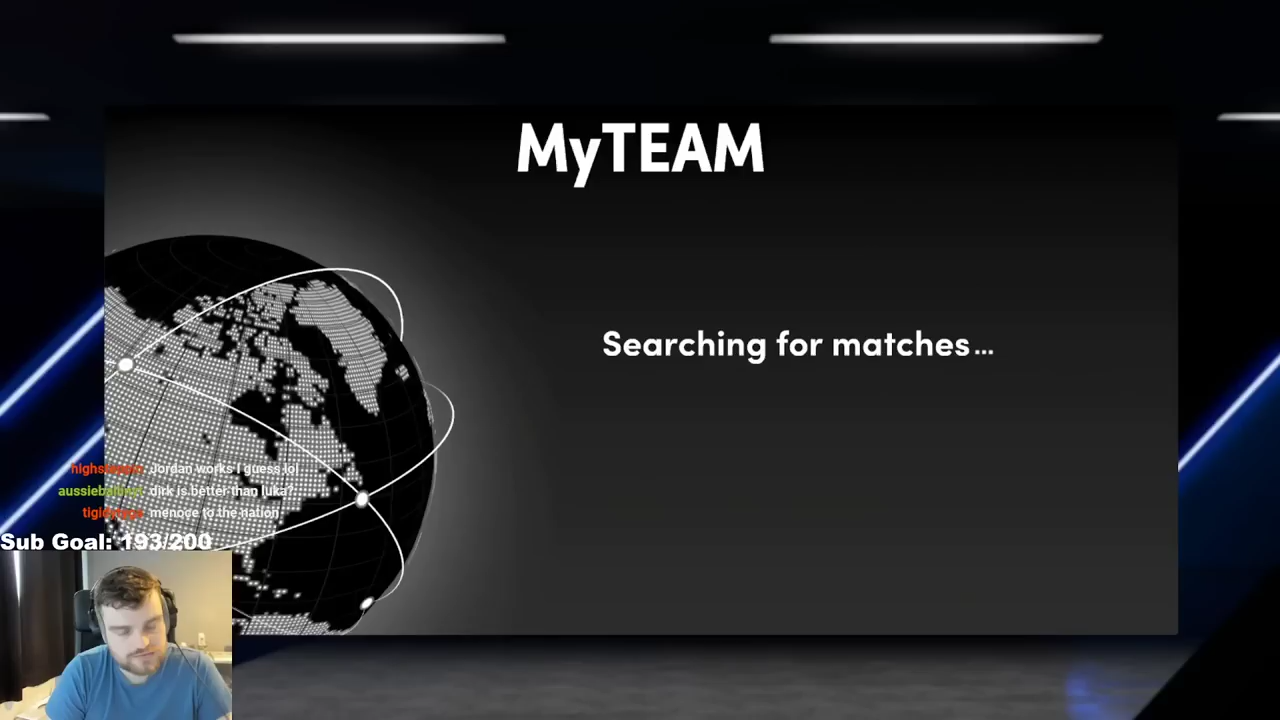 MyTEAM
Searching for matches...
Jordan works I guess lol
dirk is better than luka?
menode to the nation
Sub Goal: 193/200